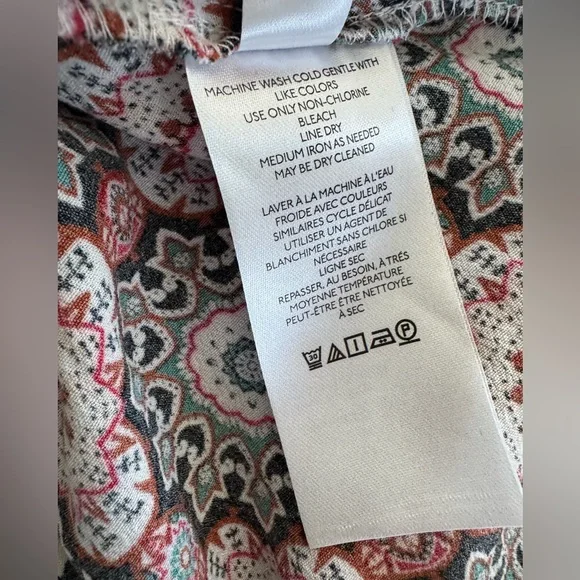 MACHINE WASH COLD GENTLE WITH
LIKE COLORS
USE ONLY NON-CHLORINE
BLEACH
LINE DRY
MEDIUM IRON AS NEEDED
MAY BE DRY CLEANED
LAVER À LA MACHINE À L'EAU
FROIDE AVEC COULEURS
SIMILAIRES CYCLE DÉLICAT
UTILISER UN AGENT DE
BLANCHIMENT SANS CHLORE SI
NÉCESSAIRE
LIGNE SEC
REPASSER, AU BESOIN, À TRÉS
MOYENNE TEMPÉRATURE
PEUT-ÊTRE ÊTRE NETTOYÉE
À SEC
30 P